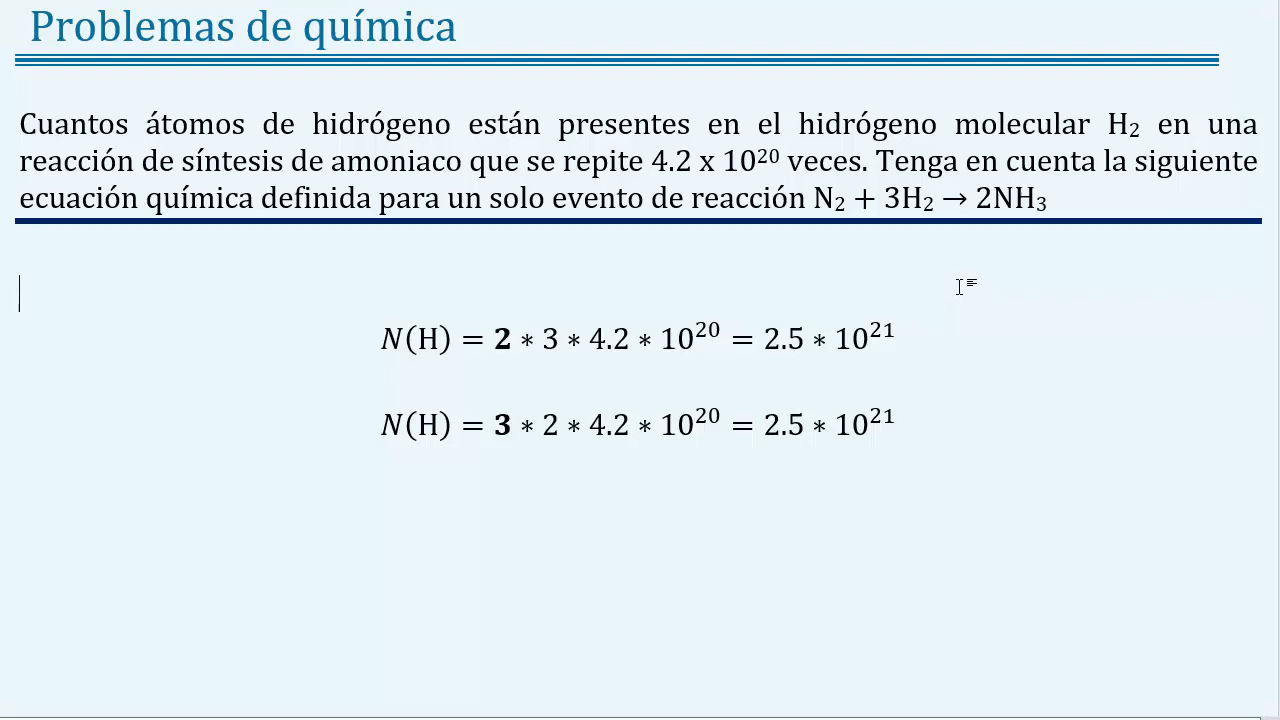 Problemas de química
Cuantos átomos de hidrógeno están presentes en el hidrógeno molecular H₂ en una
reacción de síntesis de amoniaco que se repite 4.2 x 10²⁰ veces. Tenga en cuenta la siguiente
ecuación química definida para un solo evento de reacción N₂ + 3H₂ → 2NH₃
N(H) = 2 ∗ 3 ∗ 4.2 ∗ 10²⁰ = 2.5 ∗ 10²¹
N(H) = 3 ∗ 2 ∗ 4.2 ∗ 10²⁰ = 2.5 ∗ 10²¹